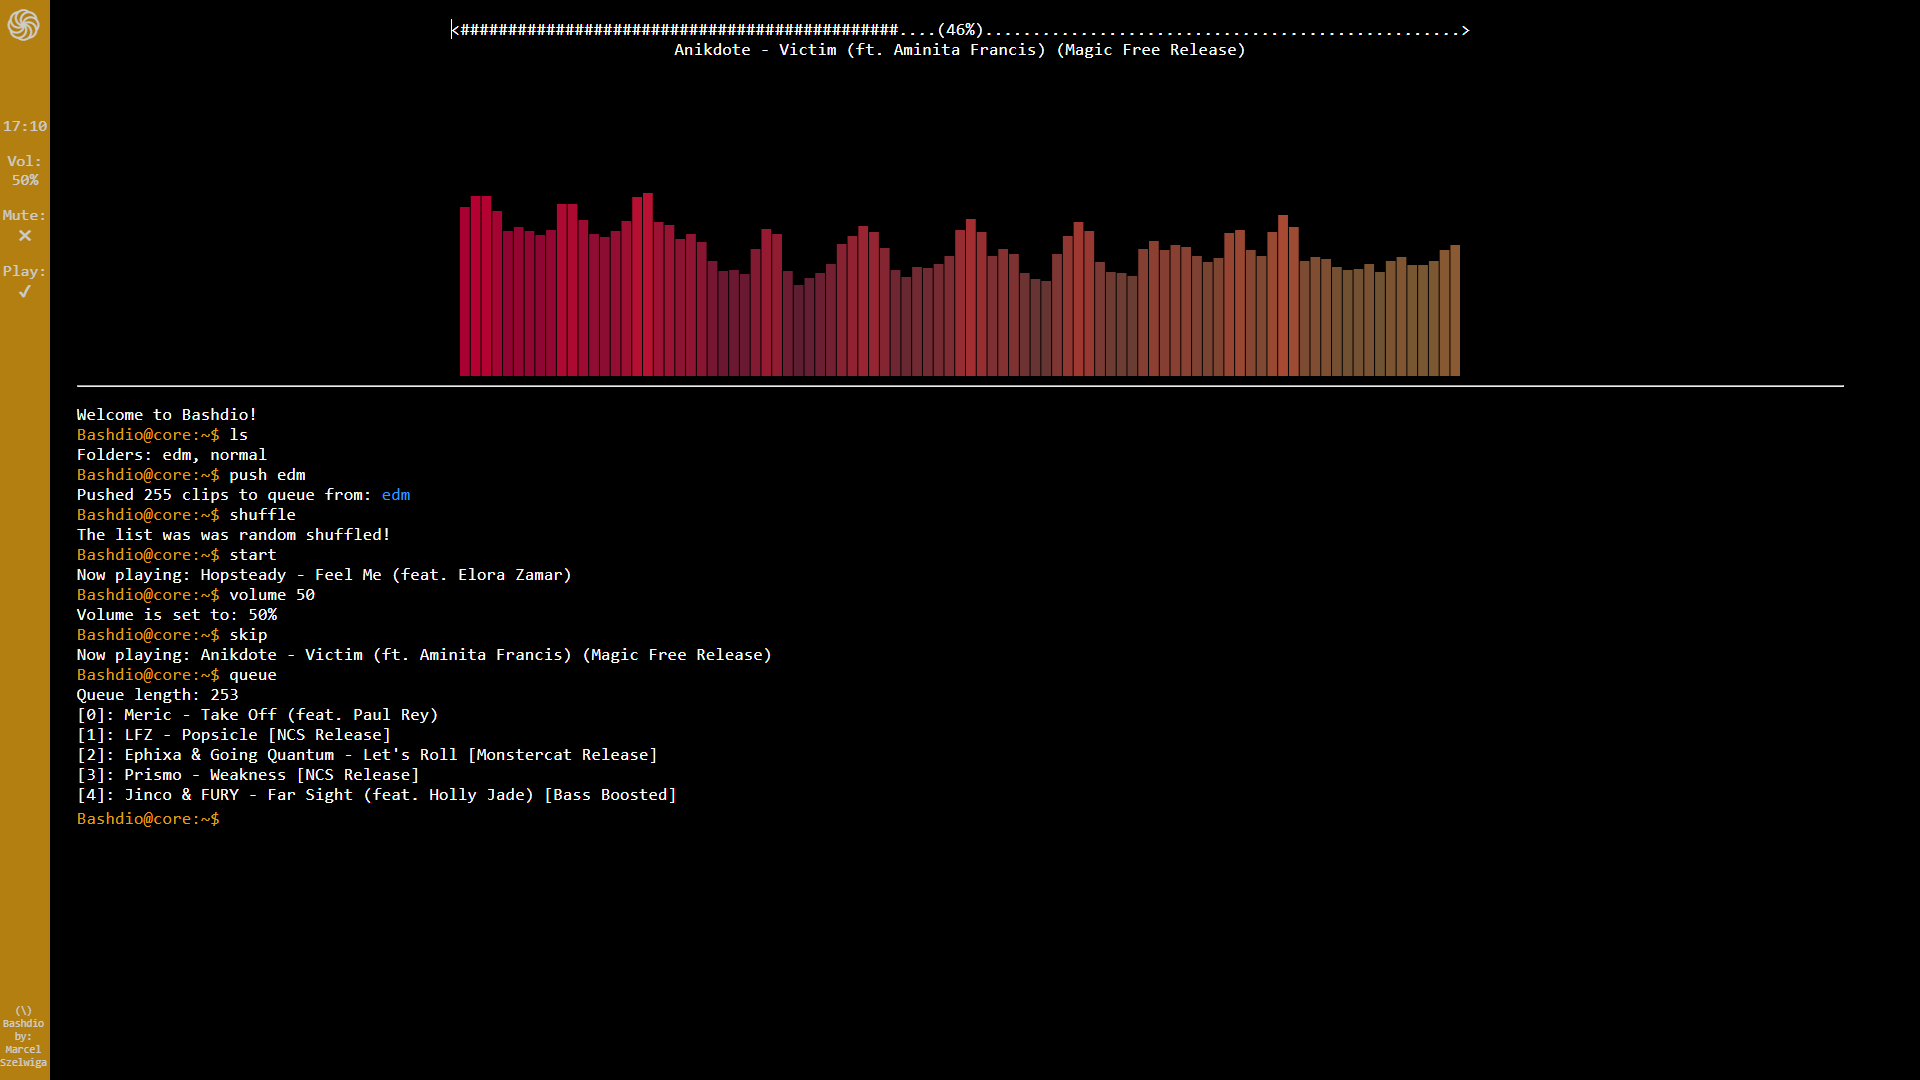 <##############################################....(46%)..................................................>
Anikdote - Victim (ft. Aminita Francis) (Magic Free Release)
17:10
Vol:
50%
Mute:
✕
Play:
✓
Welcome to Bashdio!
Bashdio@core:~$ ls
Folders: edm, normal
Bashdio@core:~$ push edm
Pushed 255 clips to queue from: edm
Bashdio@core:~$ shuffle
The list was was random shuffled!
Bashdio@core:~$ start
Now playing: Hopsteady - Feel Me (feat. Elora Zamar)
Bashdio@core:~$ volume 50
Volume is set to: 50%
Bashdio@core:~$ skip
Now playing: Anikdote - Victim (ft. Aminita Francis) (Magic Free Release)
Bashdio@core:~$ queue
Queue length: 253
[0]: Meric - Take Off (feat. Paul Rey)
[1]: LFZ - Popsicle [NCS Release]
[2]: Ephixa & Going Quantum - Let's Roll [Monstercat Release]
[3]: Prismo - Weakness [NCS Release]
[4]: Jinco & FURY - Far Sight (feat. Holly Jade) [Bass Boosted]
Bashdio@core:~$
(\)
Bashdio
by:
Marcel
Szelwiga